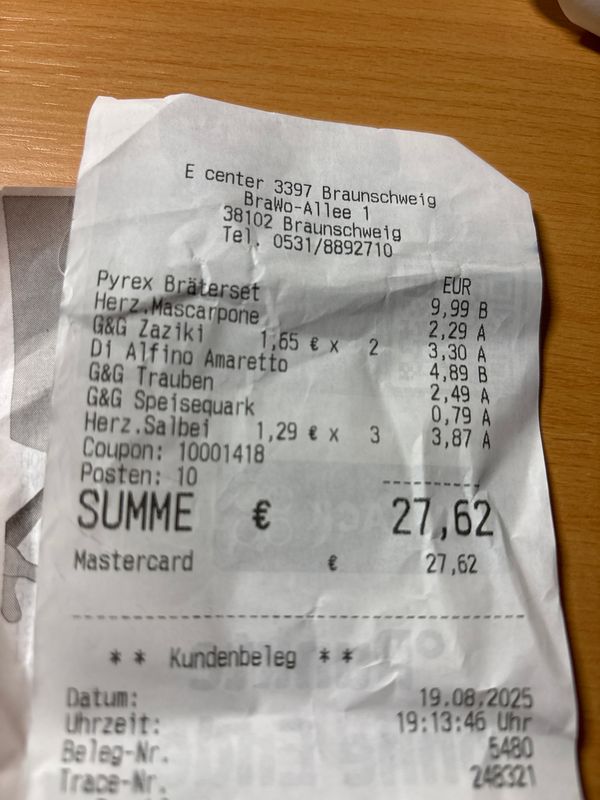 E center 3397 Braunschweig
BraWo-Allee 1
38102 Braunschweig
Tel. 0531/8892710
EUR
Pyrex Bräterset 9,99 B
Herz.Mascarpone 2,29 A
G&G Zaziki 1,65 € x 2 3,30 A
Di Alfino Amaretto 4,89 B
G&G Trauben 2,49 A
G&G Speisequark 0,79 A
Herz.Salbei 1,29 € x 3 3,87 A
Coupon: 10001418
Posten: 10
SUMME € 27,62
Mastercard € 27,62
* * Kundenbeleg * *
Datum: 19.08.2025
Uhrzeit: 19:13:46 Uhr
Beleg-Nr. 5480
Trace-Nr. 248321